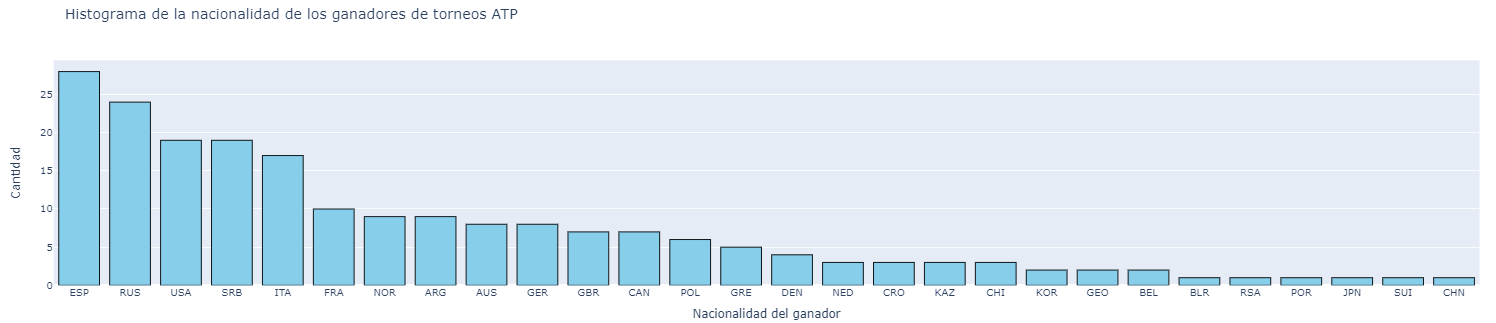 Histograma de la nacionalidad de los ganadores de torneos ATP
Cantidad
25
20
15
10
5
0
ESP RUS USA SRB ITA FRA NOR ARG AUS GER GBR CAN POL GRE DEN NED CRO KAZ CHI KOR GEO BEL BLR RSA POR JPN SUI CHN
Nacionalidad del ganador